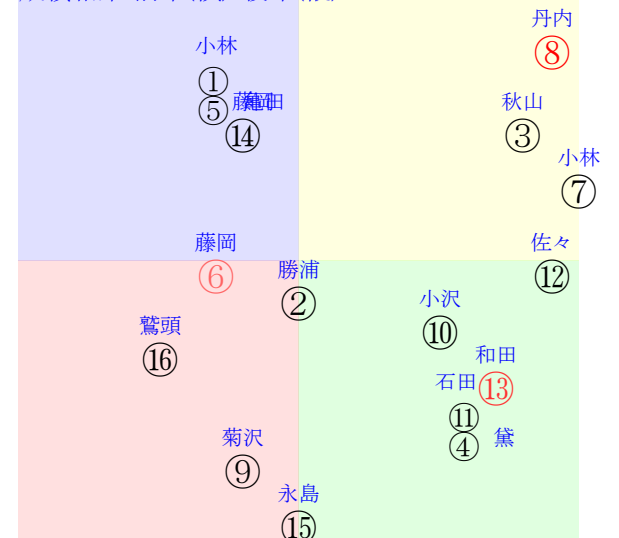 丹内
⑧
小林
①
⑤
藤岡
⑭
秋山
③
小林
⑦
藤岡
⑥
佐々
⑫
勝浦
②
小沢
⑩
鷲頭
⑯
和田
⑬
石田
⑪
④
黛
菊沢
⑨
永島
⑮